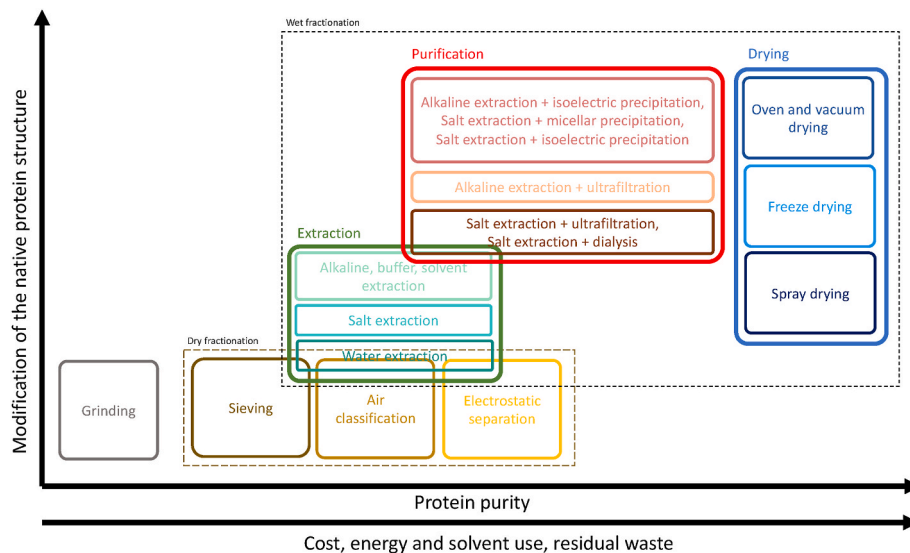 Wet fractionation
Purification
Drying
Alkaline extraction + isoelectric precipitation,
Salt extraction + micellar precipitation,
Salt extraction + isoelectric precipitation
Oven and vacuum
drying
Alkaline extraction + ultrafiltration
Freeze drying
Salt extraction + ultrafiltration,
Salt extraction + dialysis
Extraction
Alkaline, buffer, solvent
extraction
Spray drying
Salt extraction
Dry fractionation
Water extraction
Grinding
Sieving
Air
classification
Electrostatic
separation
Modification of the native protein structure
Protein purity
Cost, energy and solvent use, residual waste